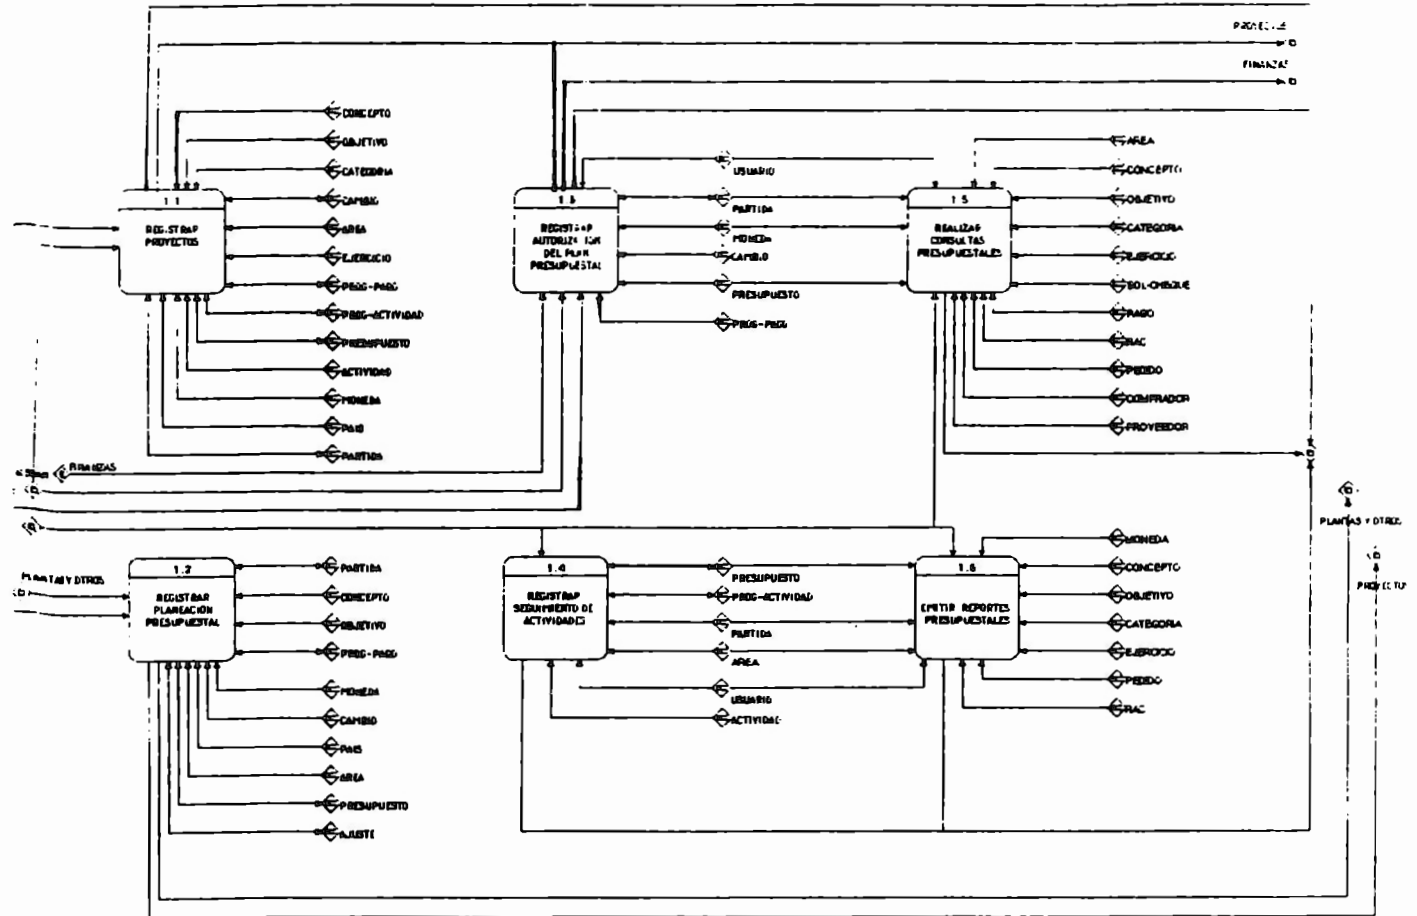 PROYECTOS
FINANZAS
CONCEPTO
OBJETIVO
CATEGORIA
CAMBIO
AREA
EJERCICIO
PROG-PAGO
PROG-ACTIVIDAD
PRESUPUESTO
ACTIVIDAD
MONEDA
PAIS
PARTIDA
1.1
REGISTRAR
PROYECTOS
REGISTRAR
AUTORIZACION
DEL PLAN
PRESUPUESTAL
USUARIO
PARTIDA
MONEDA
CAMBIO
PRESUPUESTO
PROG-PAGO
1.5
REALIZAR
CONSULTAS
PRESUPUESTALES
AREA
CONCEPTO
OBJETIVO
CATEGORIA
EJERCICIO
SOL-CHEQUE
PAGO
RAC
PEDIDO
COMPRADOR
PROVEEDOR
FINANZAS
PLANTAS Y OTROS
PROYECTOS
PLANTAS Y OTROS
1.2
REGISTRAR
PLANEACION
PRESUPUESTAL
PARTIDA
CONCEPTO
OBJETIVO
PROG-PAGO
MONEDA
CAMBIO
PAIS
AREA
PRESUPUESTO
AJUSTE
1.4
REGISTRAR
SEGUIMIENTO DE
ACTIVIDADES
PRESUPUESTO
PROG-ACTIVIDAD
PARTIDA
AREA
USUARIO
ACTIVIDAD
1.6
EMITIR REPORTES
PRESUPUESTALES
MONEDA
CONCEPTO
OBJETIVO
CATEGORIA
EJERCICIO
PEDIDO
RAC